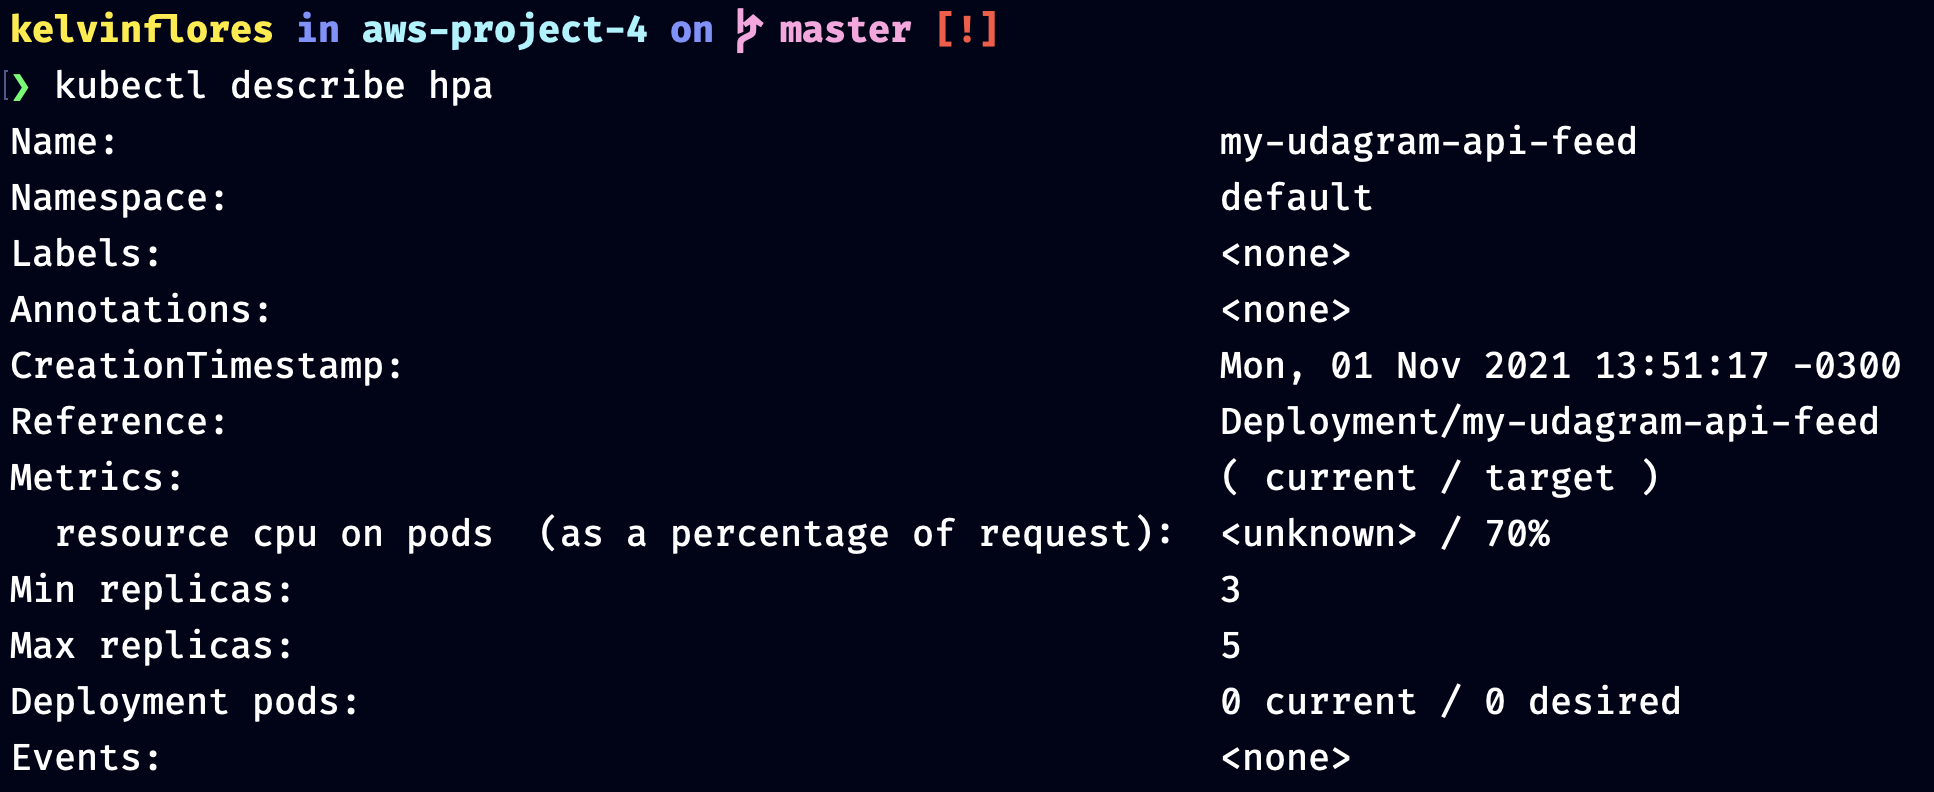 kelvinflores in aws-project-4 on master [!]
❯ kubectl describe hpa
Name: my-udagram-api-feed
Namespace: default
Labels: <none>
Annotations: <none>
CreationTimestamp: Mon, 01 Nov 2021 13:51:17 -0300
Reference: Deployment/my-udagram-api-feed
Metrics: ( current / target )
  resource cpu on pods  (as a percentage of request): <unknown> / 70%
Min replicas: 3
Max replicas: 5
Deployment pods: 0 current / 0 desired
Events: <none>